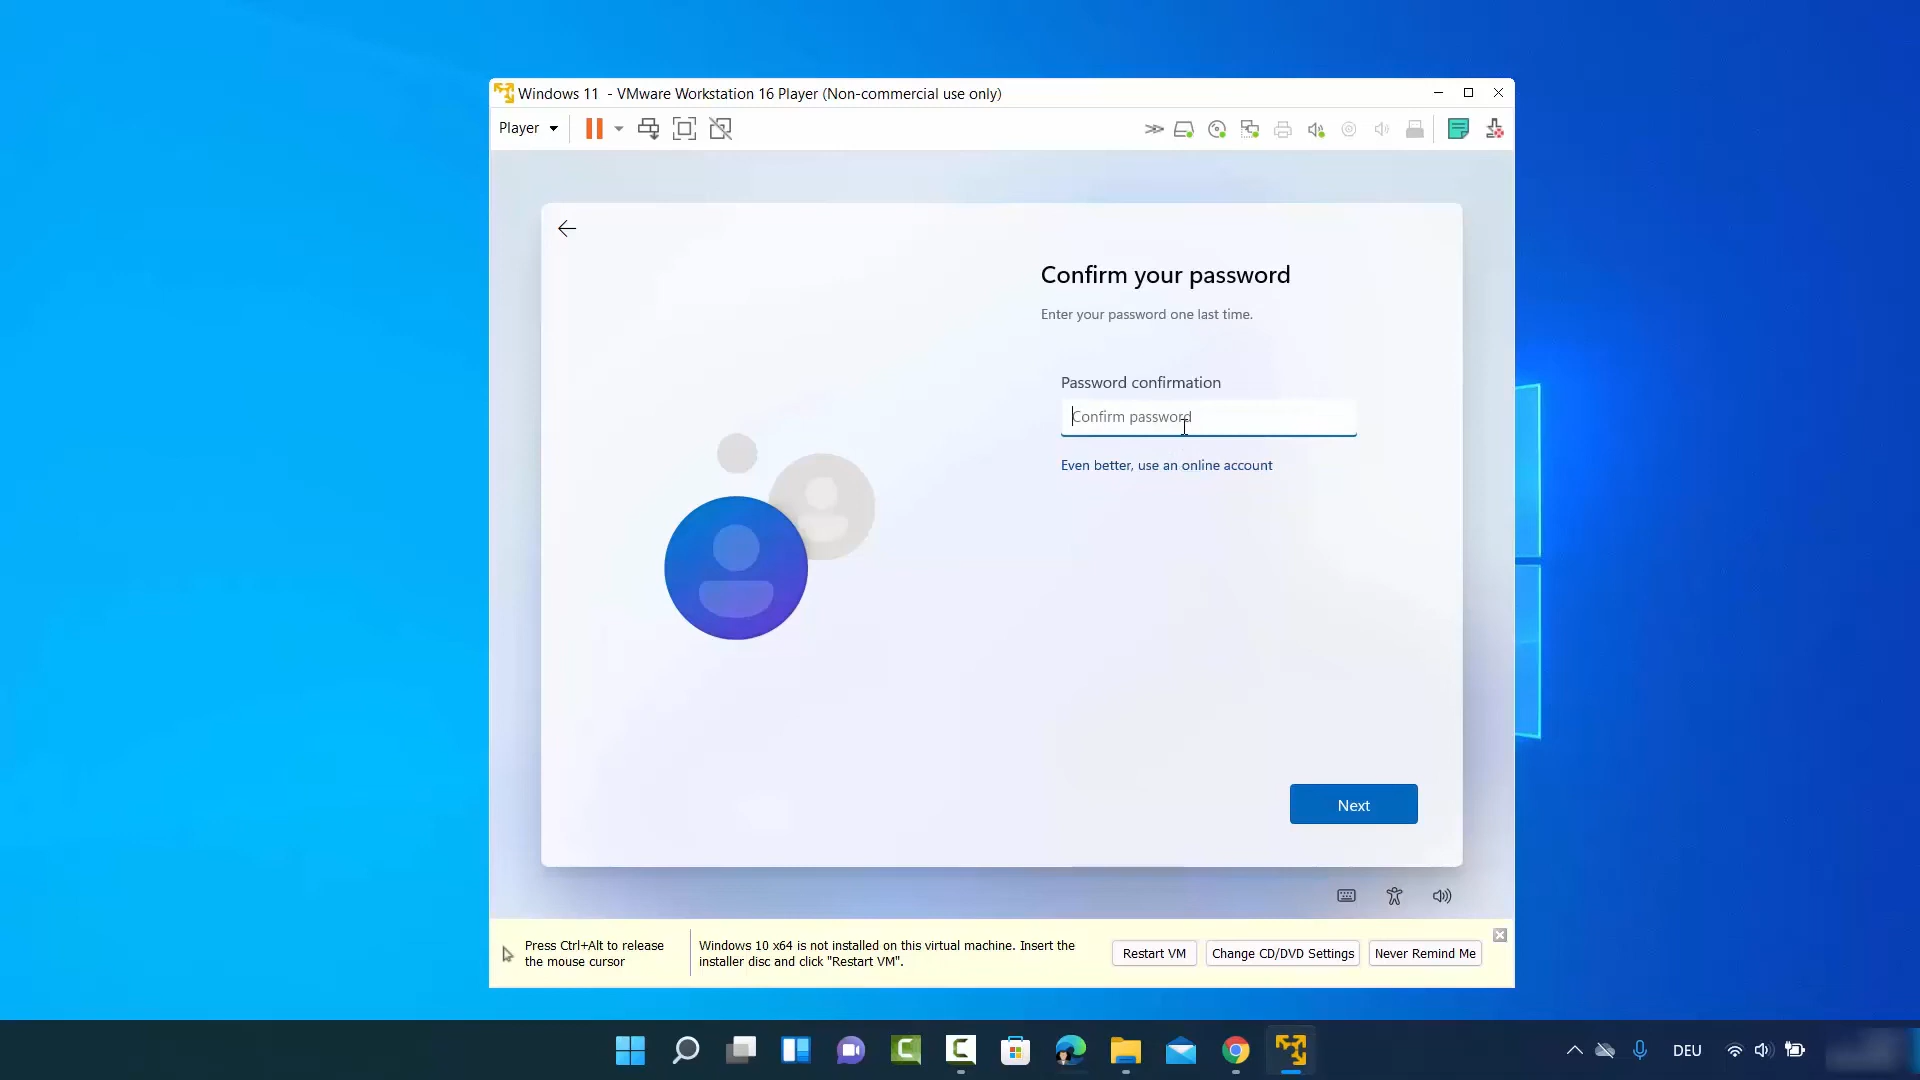 Windows 11 - VMware Workstation 16 Player (Non-commercial use only)
Player
Confirm your password
Enter your password one last time.
Password confirmation
Confirm password
Even better, use an online account
Next
Press Ctrl+Alt to release
the mouse cursor
Windows 10 x64 is not installed on this virtual machine. Insert the
installer disc and click "Restart VM".
Restart VM
Change CD/DVD Settings
Never Remind Me
DEU